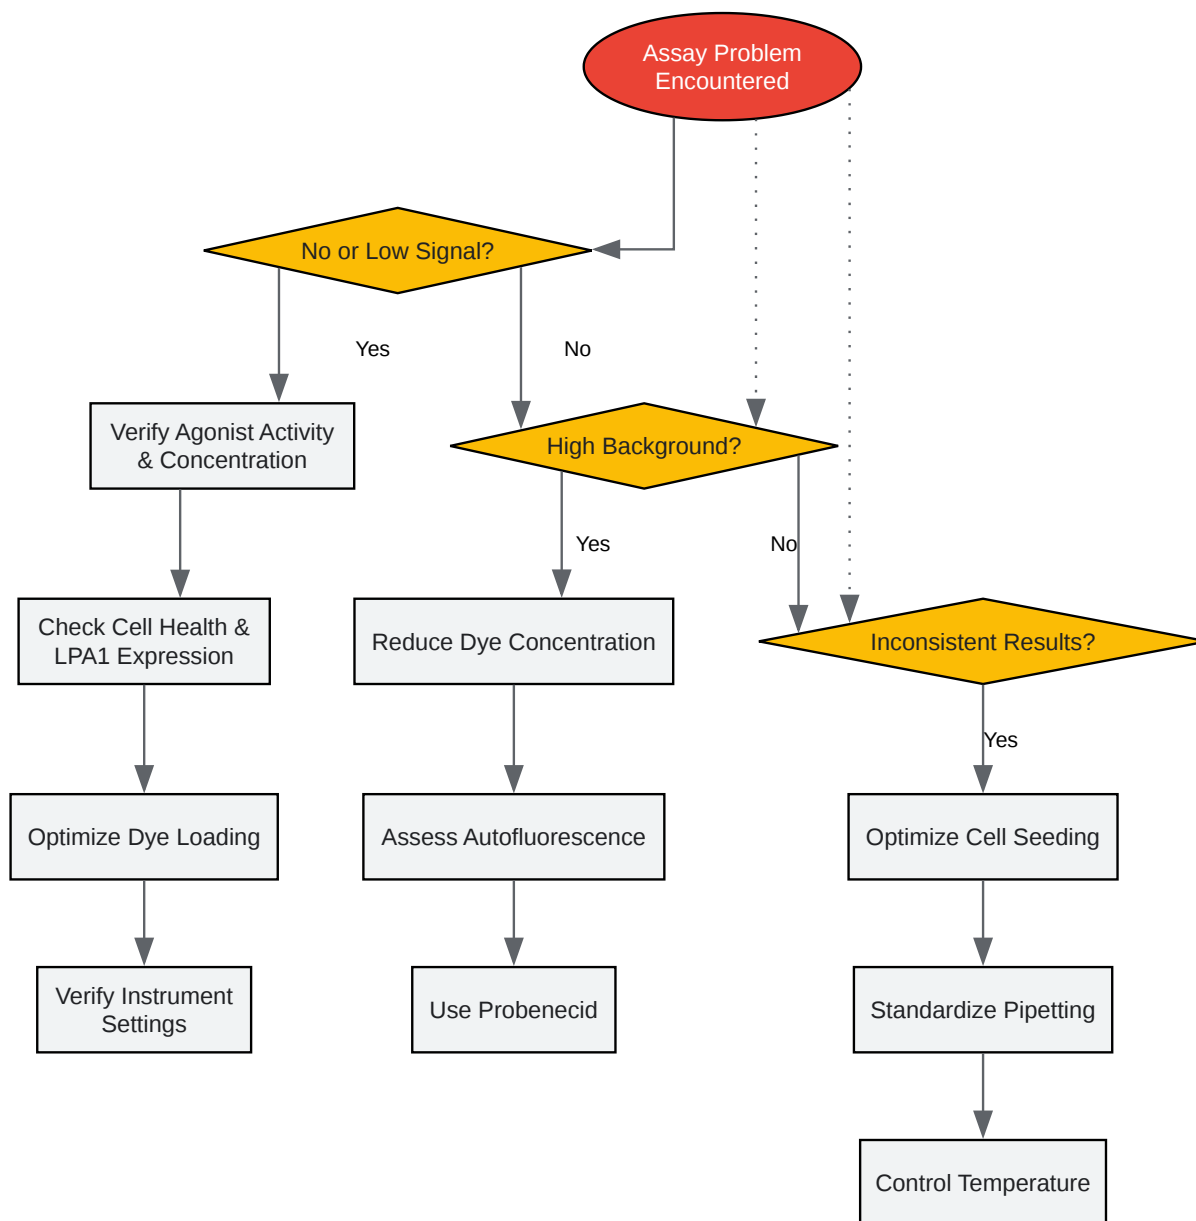 Assay Problem
Encountered
No or Low Signal?
Yes
No
Verify Agonist Activity
& Concentration
High Background?
Yes
No
Check Cell Health &
LPA1 Expression
Reduce Dye Concentration
Inconsistent Results?
Yes
Optimize Dye Loading
Assess Autofluorescence
Optimize Cell Seeding
Verify Instrument
Settings
Use Probenecid
Standardize Pipetting
Control Temperature